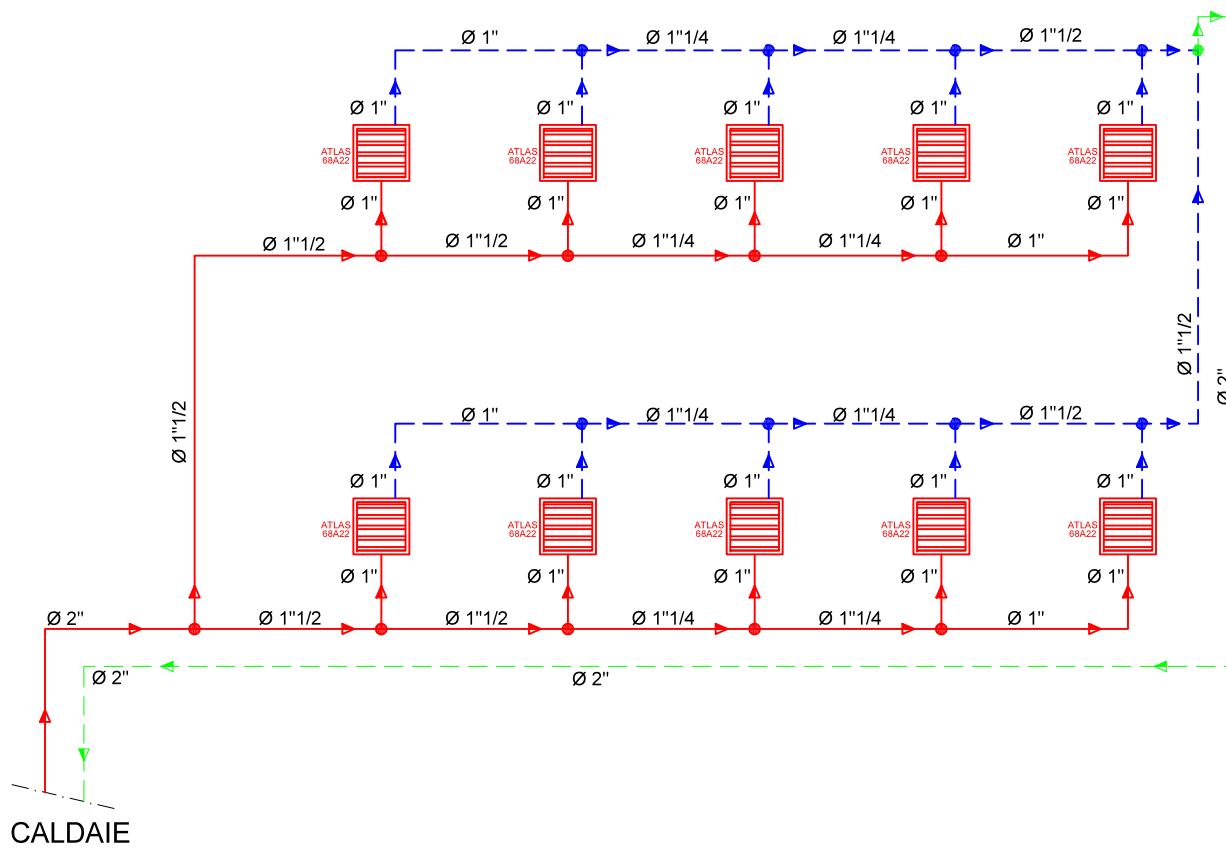 Ø 1"
Ø 1"1/4
Ø 1"1/4
Ø 1"1/2
Ø 1"
Ø 1"
Ø 1"
Ø 1"
Ø 1"
ATLAS
68A22
ATLAS
68A22
ATLAS
68A22
ATLAS
68A22
ATLAS
68A22
Ø 1"
Ø 1"
Ø 1"
Ø 1"
Ø 1"
Ø 1"1/2
Ø 1"1/2
Ø 1"1/4
Ø 1"1/4
Ø 1"
Ø 1"1/2
Ø 1"1/2
Ø 2"
Ø 1"
Ø 1"1/4
Ø 1"1/4
Ø 1"1/2
Ø 1"
Ø 1"
Ø 1"
Ø 1"
Ø 1"
ATLAS
68A22
ATLAS
68A22
ATLAS
68A22
ATLAS
68A22
ATLAS
68A22
Ø 1"
Ø 1"
Ø 1"
Ø 1"
Ø 1"
Ø 2"
Ø 1"1/2
Ø 1"1/2
Ø 1"1/4
Ø 1"1/4
Ø 1"
Ø 2"
Ø 2"
CALDAIE